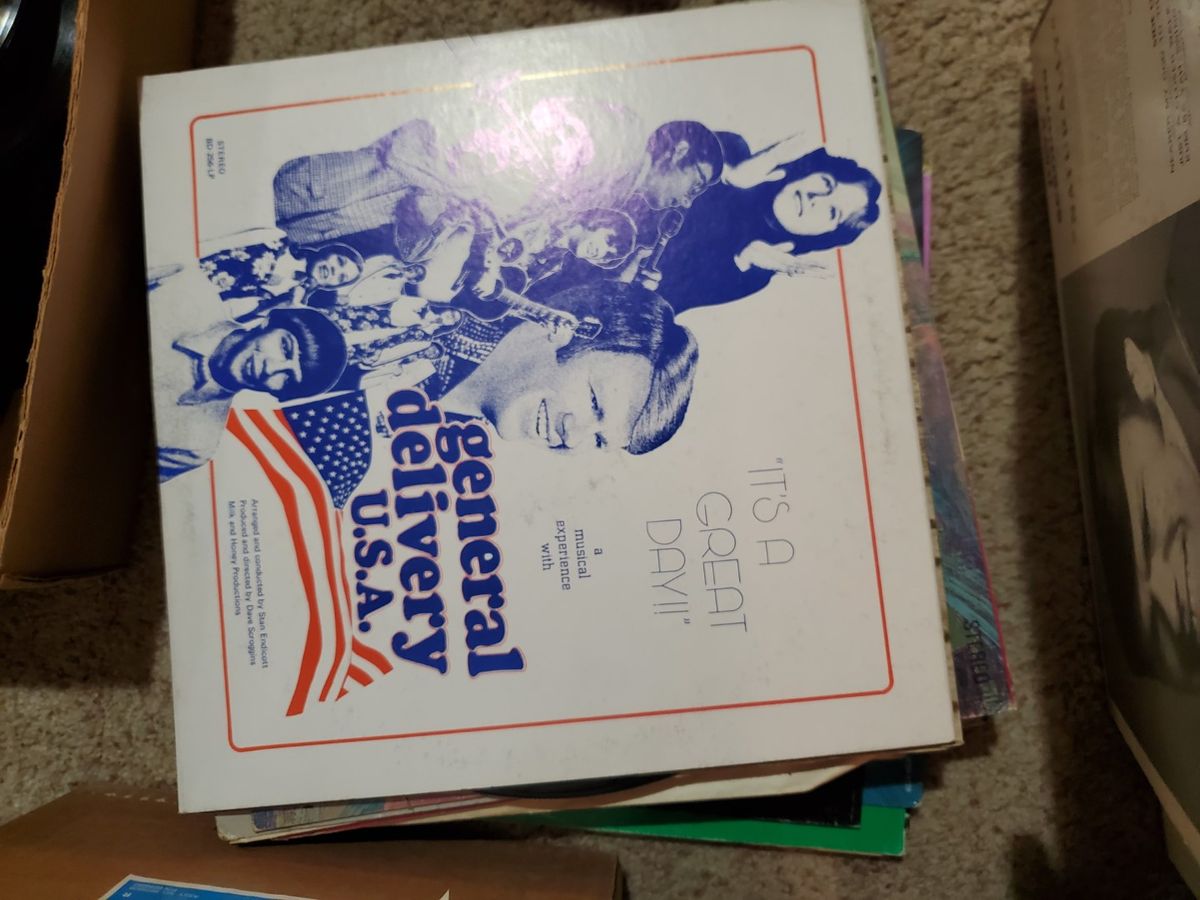 "IT'S A
GREAT
DAY!!"
a
musical
experience
with
general
delivery
U.S.A.
Arranged and conducted by Stan Endicott
Produced and directed by Dave Scroggins
Milk and Honey Productions
STEREO
BD 256-LP
STEREO